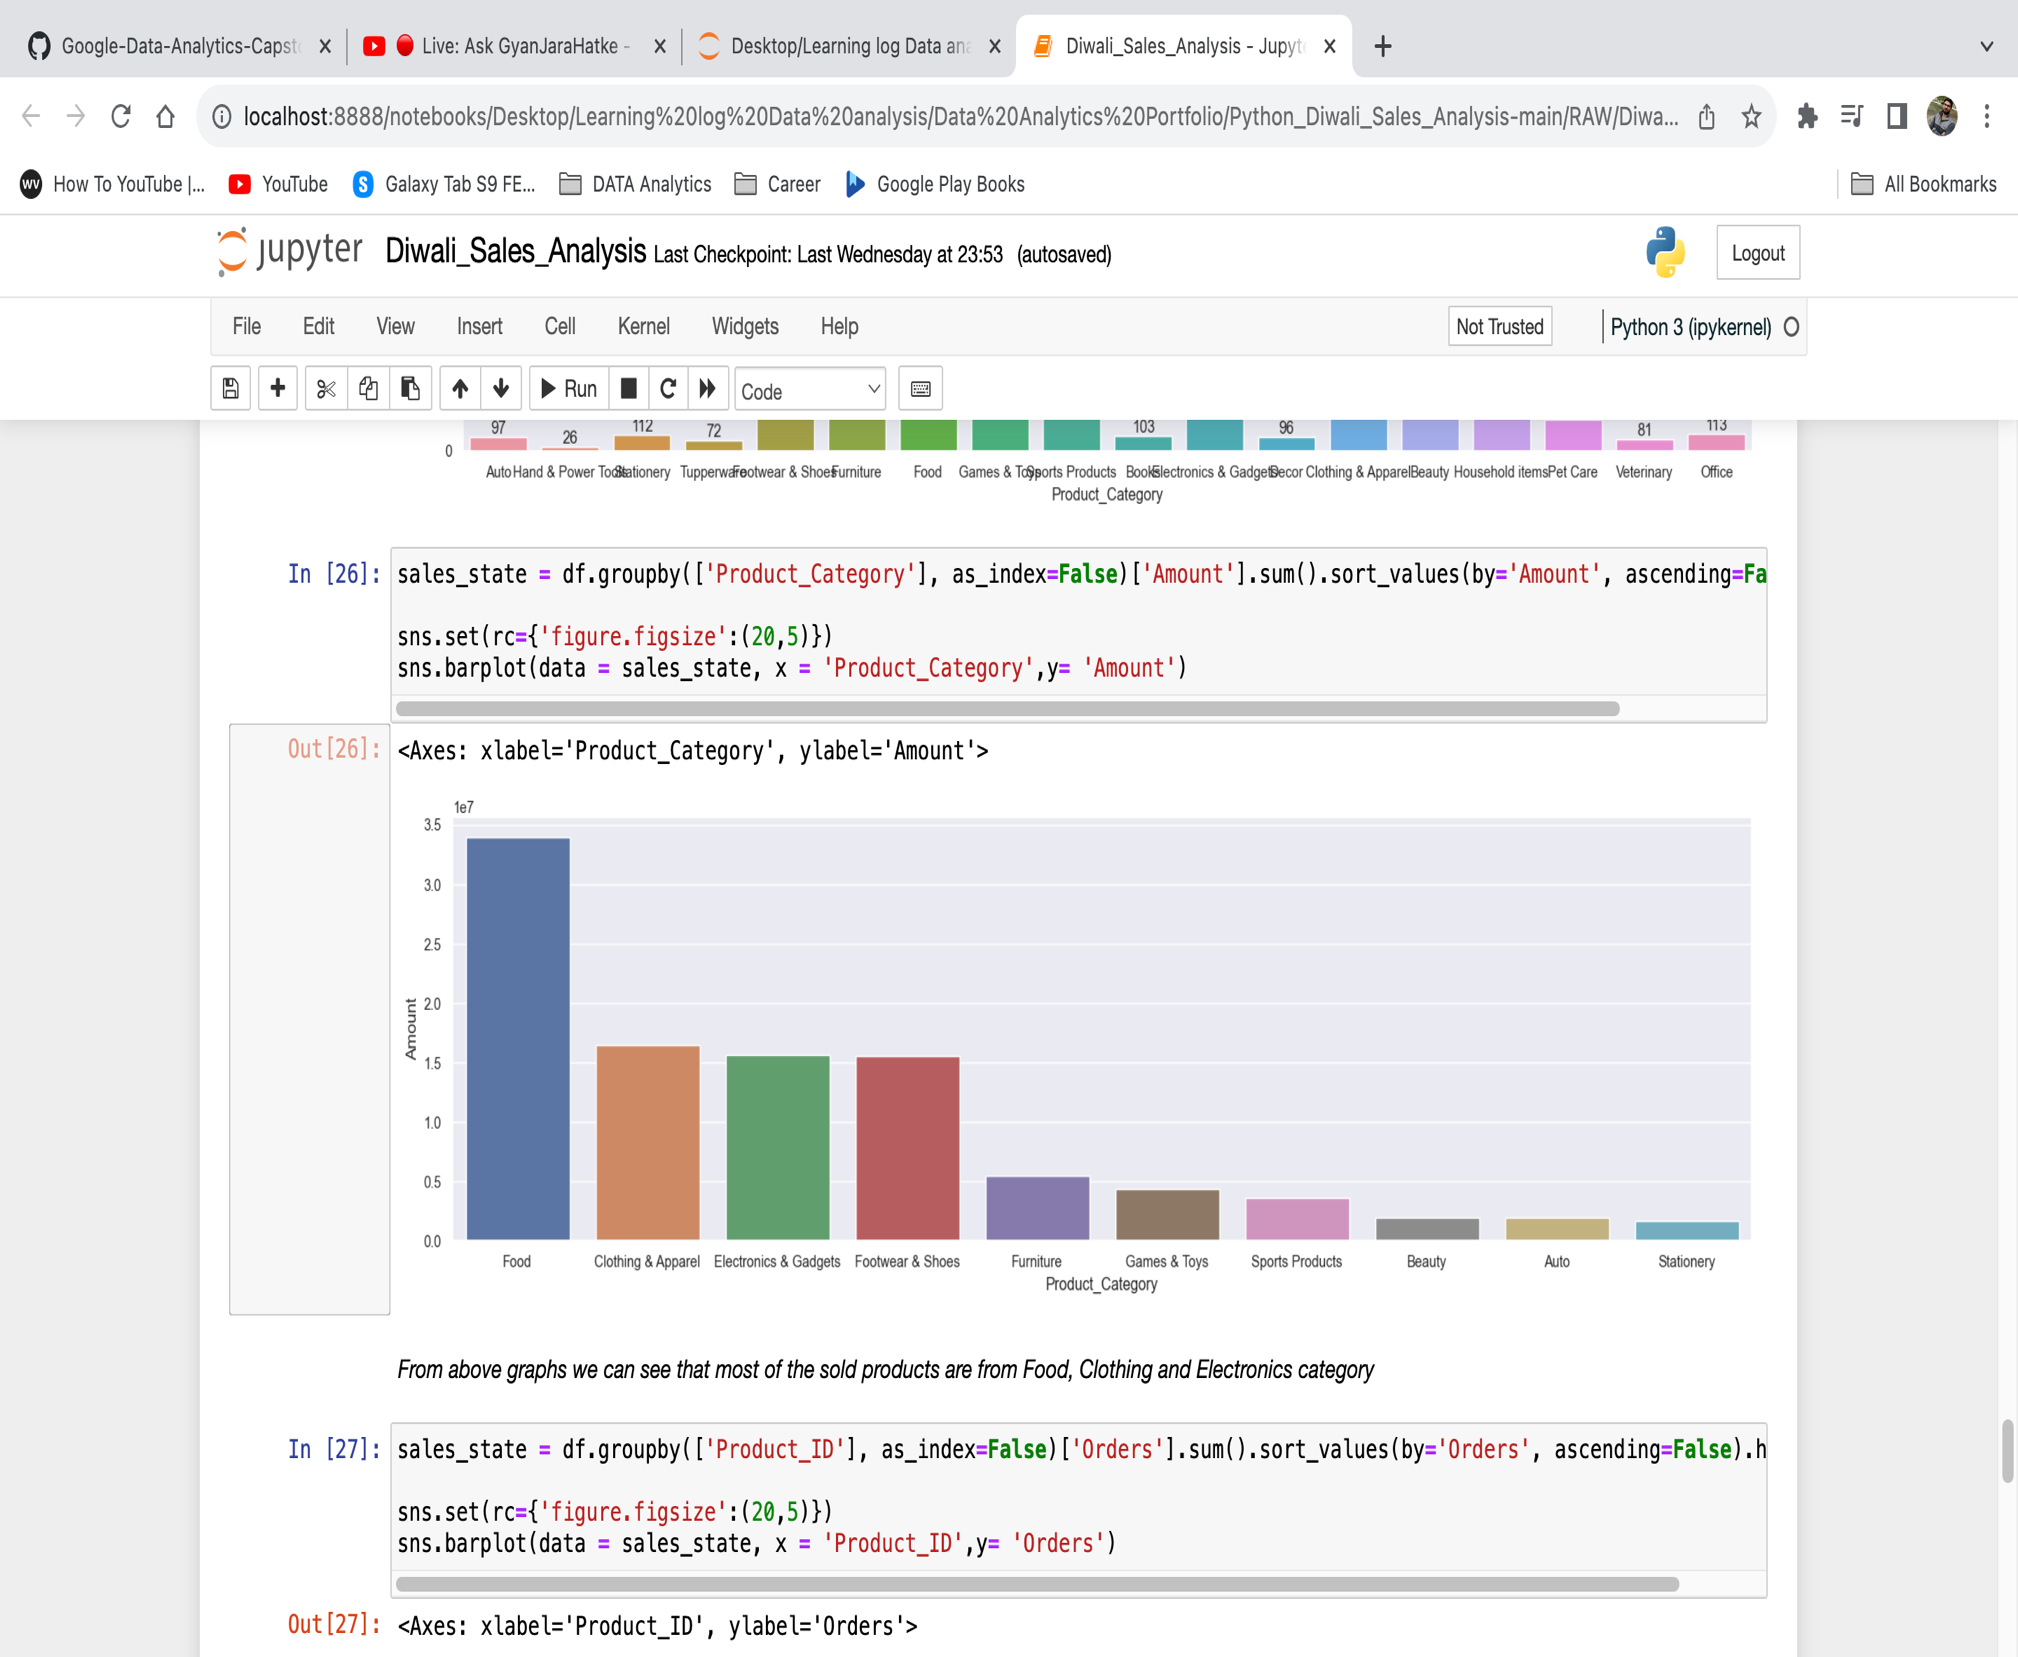 Google-Data-Analytics-Capst
Live: Ask GyanJaraHatke -
Desktop/Learning log Data ana
Diwali_Sales_Analysis - Jupyt
localhost:8888/notebooks/Desktop/Learning%20log%20Data%20analysis/Data%20Analytics%20Portfolio/Python_Diwali_Sales_Analysis-main/RAW/Diwa...
WV How To YouTube |...
YouTube
S Galaxy Tab S9 FE...
DATA Analytics
Career
Google Play Books
All Bookmarks
jupyter Diwali_Sales_Analysis Last Checkpoint: Last Wednesday at 23:53 (autosaved)
Logout
File Edit View Insert Cell Kernel Widgets Help
Not Trusted
Python 3 (ipykernel)
Run
Code
97 26 112 72 103 96 81 113
0
Auto Hand & Power Tools Stationery Tupperware Footwear & Shoes Furniture Food Games & Toys Sports Products Books Electronics & Gadgets Decor Clothing & Apparel Beauty Household items Pet Care Veterinary Office
Product_Category
In [26]: sales_state = df.groupby(['Product_Category'], as_index=False)['Amount'].sum().sort_values(by='Amount', ascending=Fa
sns.set(rc={'figure.figsize':(20,5)})
sns.barplot(data = sales_state, x = 'Product_Category',y= 'Amount')
Out[26]: <Axes: xlabel='Product_Category', ylabel='Amount'>
1e7
3.5
3.0
2.5
2.0
1.5
1.0
0.5
0.0
Amount
Food Clothing & Apparel Electronics & Gadgets Footwear & Shoes Furniture Games & Toys Sports Products Beauty Auto Stationery
Product_Category
From above graphs we can see that most of the sold products are from Food, Clothing and Electronics category
In [27]: sales_state = df.groupby(['Product_ID'], as_index=False)['Orders'].sum().sort_values(by='Orders', ascending=False).h
sns.set(rc={'figure.figsize':(20,5)})
sns.barplot(data = sales_state, x = 'Product_ID',y= 'Orders')
Out[27]: <Axes: xlabel='Product_ID', ylabel='Orders'>